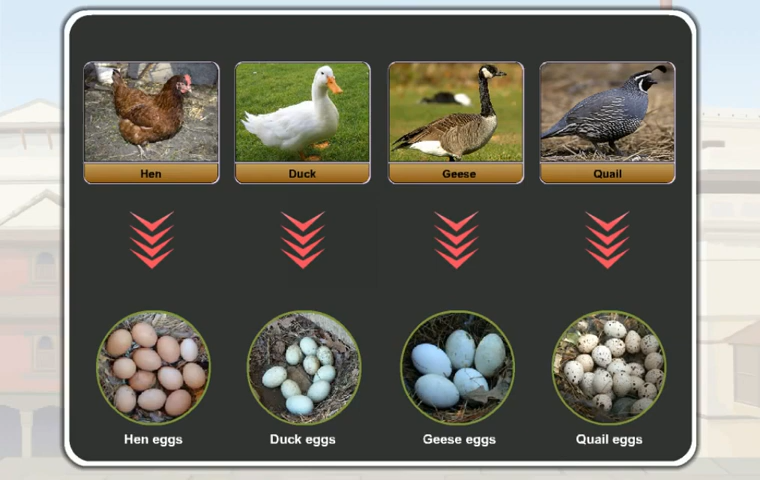 Hen
Duck
Geese
Quail
Hen eggs
Duck eggs
Geese eggs
Quail eggs